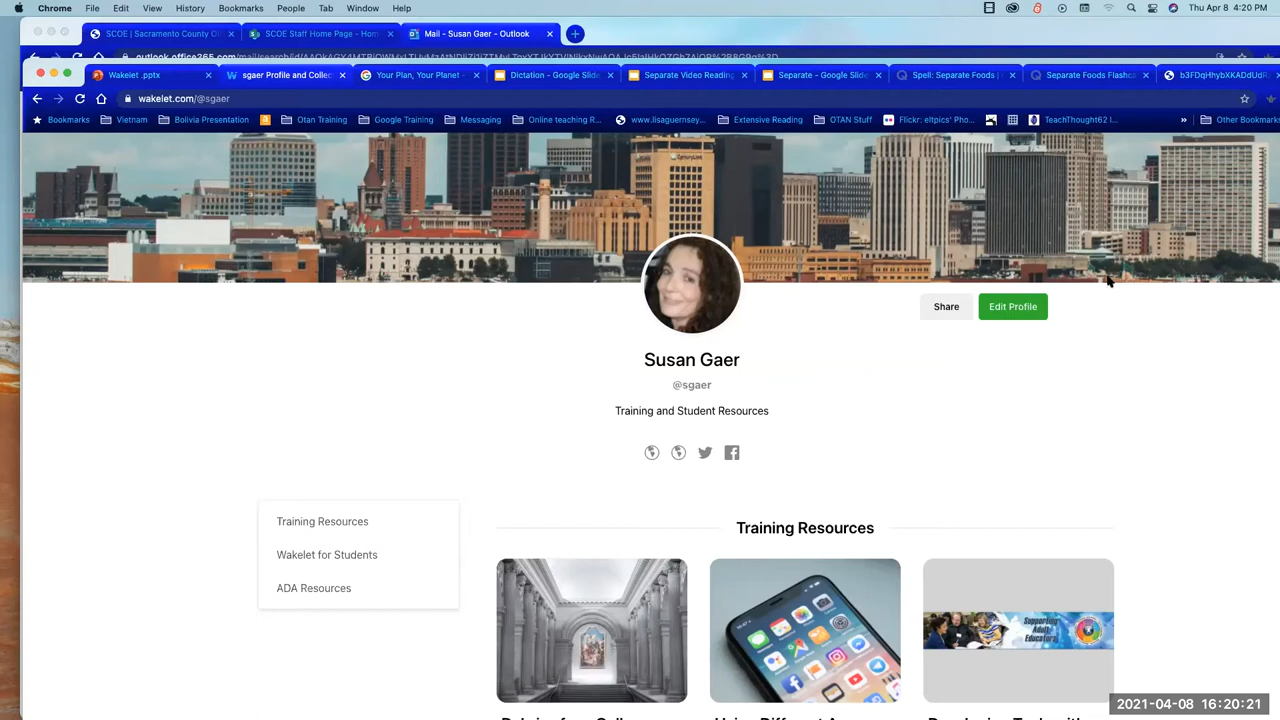 Chrome File Edit View History Bookmarks People Tab Window Help Thu Apr 8 4:20 PM
SCOE | Sacramento County O SCOE Staff Home Page - Hom Mail - Susan Gaer - Outlook
Wakelet .pptx sgaer Profile and Collec Your Plan, Your Planet - Dictation - Google Slide Separate Video Reading Separate - Google Slide Spell: Separate Foods | Separate Foods Flashca b3FDqHhybXKADdUdR
wakelet.com/@sgaer
Bookmarks Vietnam Bolivia Presentation Otan Training Google Training Messaging Online teaching R... www.lisaguernsey... Extensive Reading OTAN Stuff Flickr: eltpics' Pho... TeachThought62 I... » Other Bookmarks
Share Edit Profile
Susan Gaer
@sgaer
Training and Student Resources
Training Resources
Wakelet for Students
ADA Resources
Training Resources
Supporting
Adult
Educators
2021-04-08 16:20:21